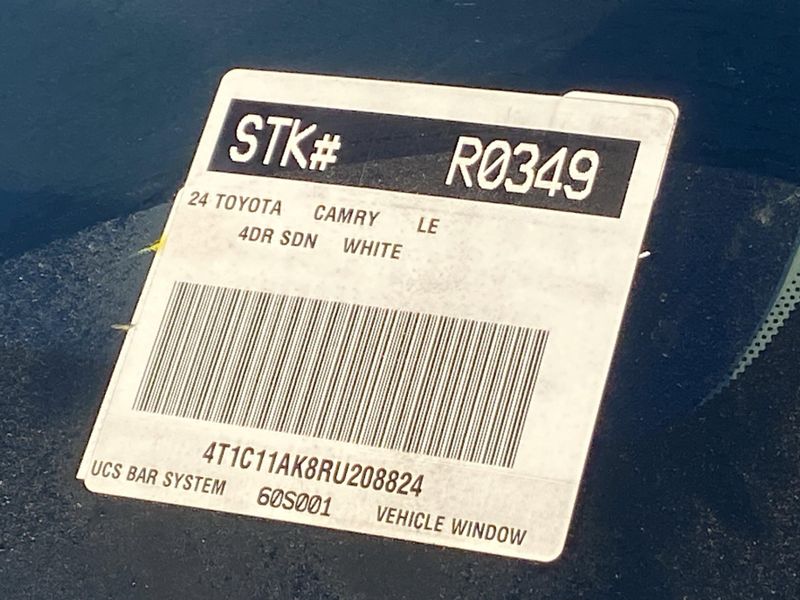 STK# R0349
24 TOYOTA CAMRY LE
4DR SDN WHITE
4T1C11AK8RU208824
UCS BAR SYSTEM 60S001 VEHICLE WINDOW